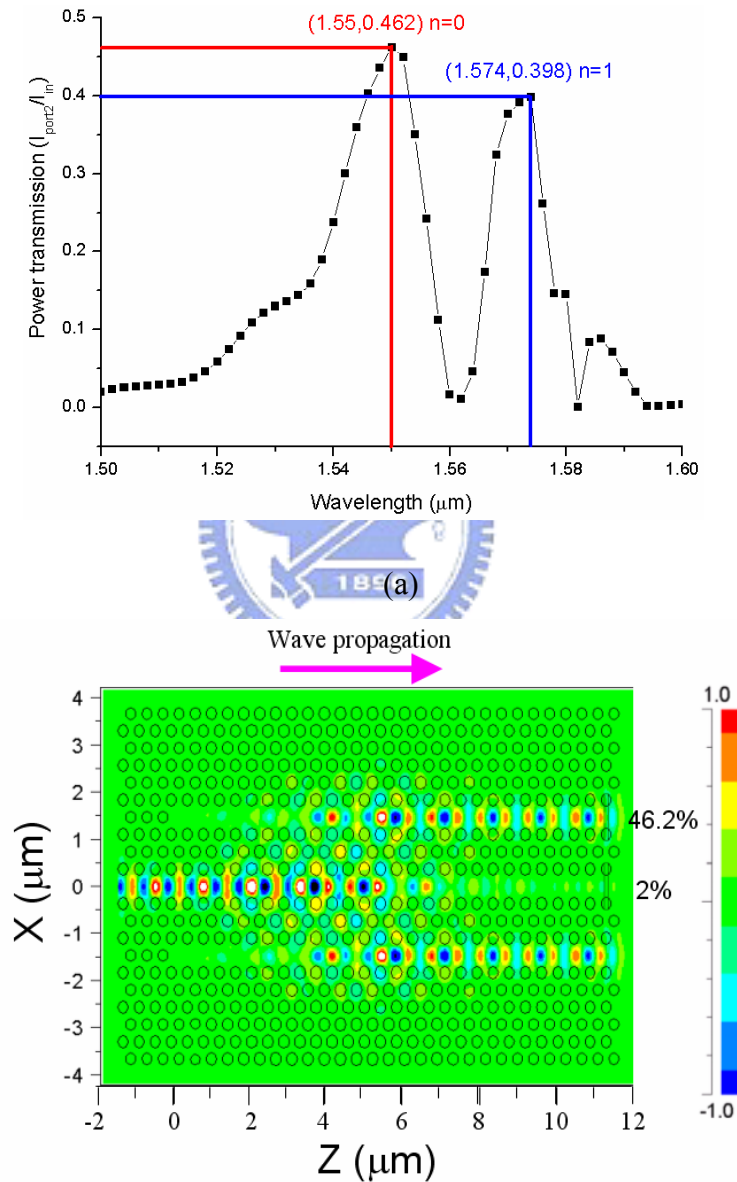 (1.55,0.462) n=0
(1.574,0.398) n=1
Power transmission (I_port2/I_in)
0.5
0.4
0.3
0.2
0.1
0.0
1.50 1.52 1.54 1.56 1.58 1.60
Wavelength (μm)
189
(a)
Wave propagation
X (μm)
4
3
2
1
0
-1
-2
-3
-4
46.2%
2%
1.0
-1.0
-2 0 2 4 6 8 10 12
Z (μm)